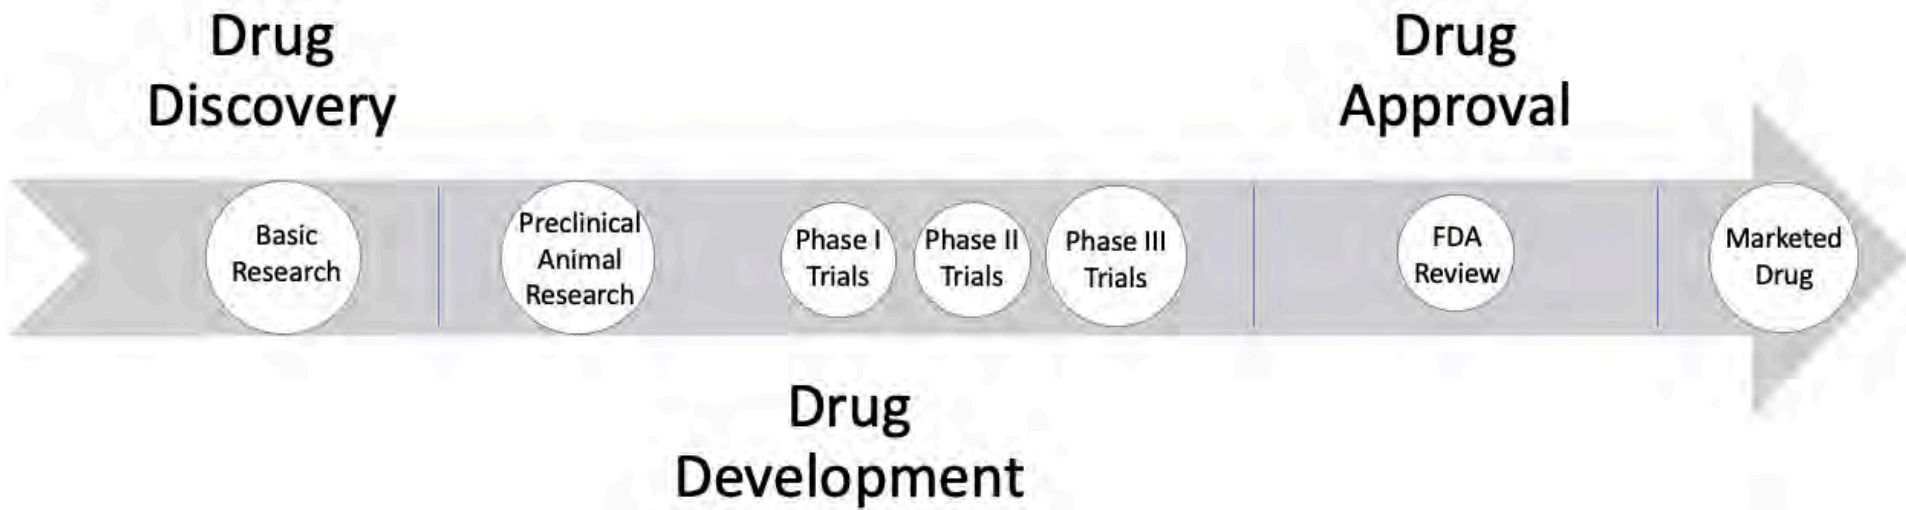 Drug
Discovery
Drug
Approval
Basic
Research
Preclinical
Animal
Research
Phase I
Trials
Phase II
Trials
Phase III
Trials
FDA
Review
Marketed
Drug
Drug
Development